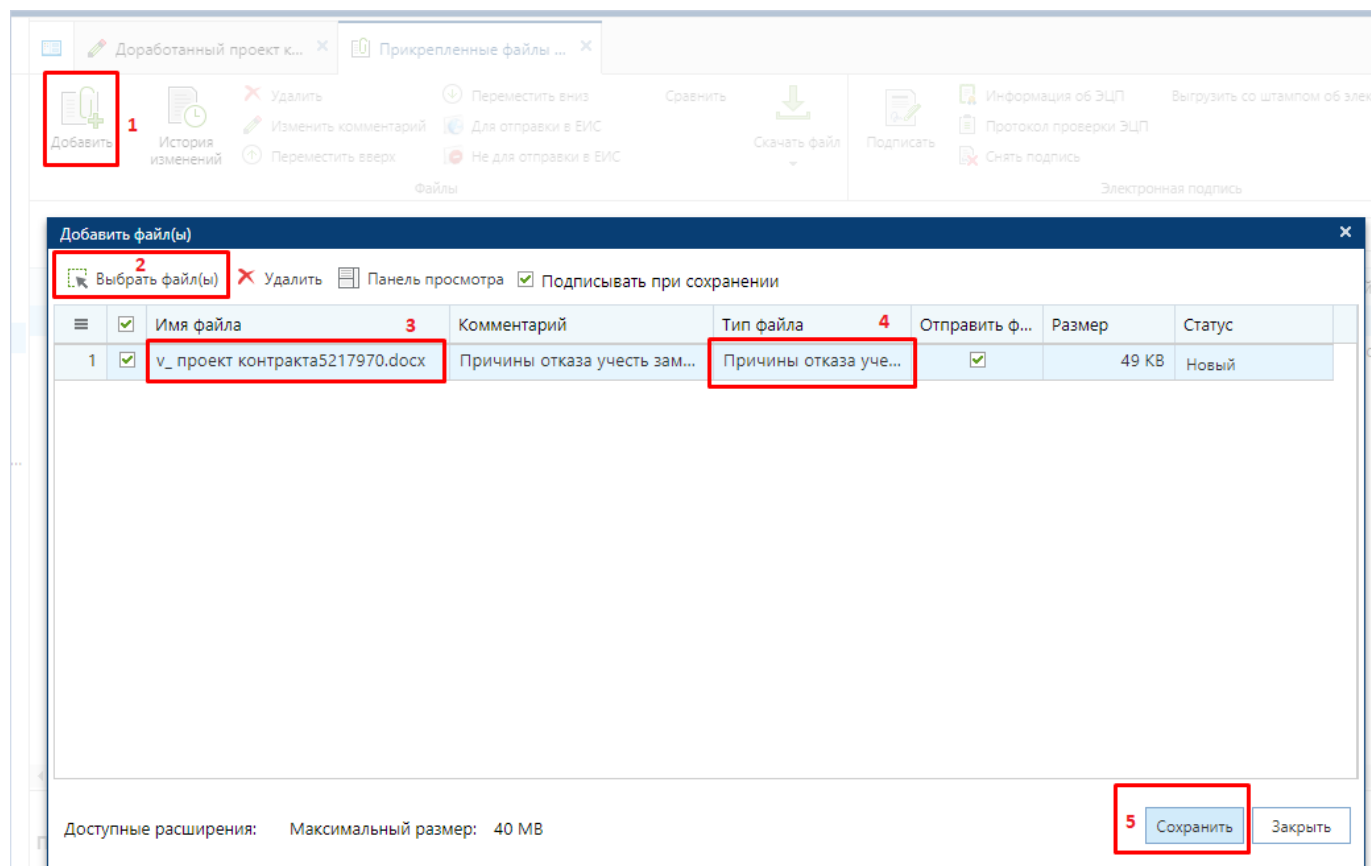 Доработанный проект к...
Прикрепленные файлы ...
Добавить
1
История
изменений
Удалить
Изменить комментарий
Переместить вверх
Переместить вниз
Для отправки в ЕИС
Не для отправки в ЕИС
Сравнить
Скачать файл
Файлы
Подписать
Информация об ЭЦП
Протокол проверки ЭЦП
Снять подпись
Выгрузить со штампом об элек
Электронная подпись
Добавить файл(ы)
2
Выбрать файл(ы)
Удалить
Панель просмотра
Подписывать при сохранении
Имя файла 3 Комментарий Тип файла 4 Отправить ф... Размер Статус
1 v_ проект контракта5217970.docx Причины отказа учесть зам... Причины отказа уче... 49 KB Новый
Доступные расширения: Максимальный размер: 40 MB
5 Сохранить Закрыть